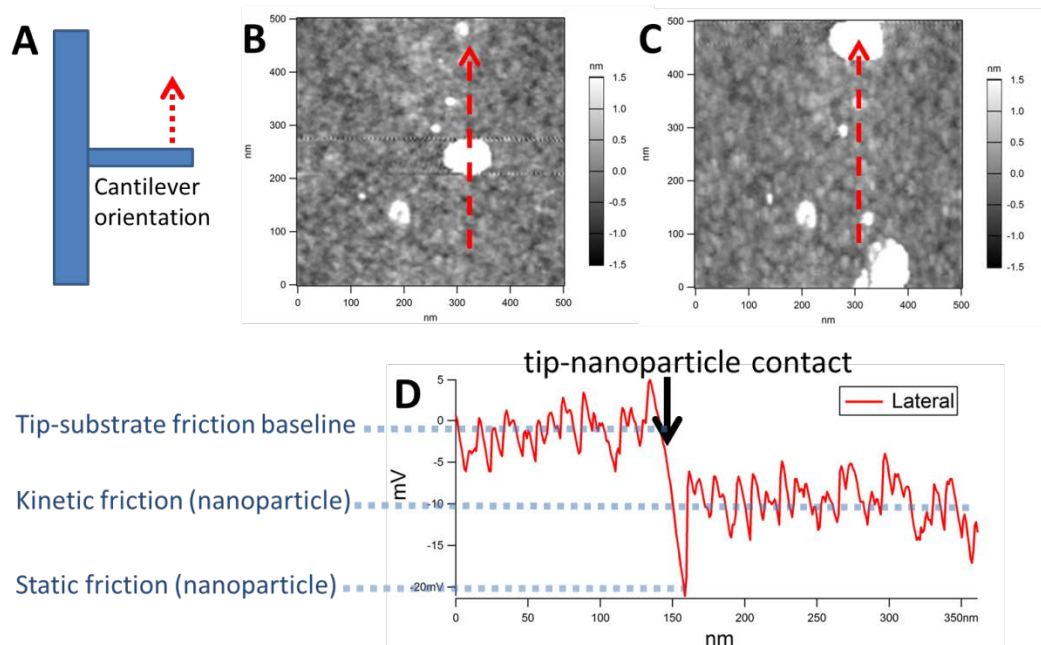 A
Cantilever
orientation
B
500
400
300
200
100
0
nm
0 100 200 300 400 500
nm
nm
1.5
1.0
0.5
0.0
-0.5
-1.0
-1.5
C
500
400
300
200
100
0
nm
0 100 200 300 400 500
nm
nm
1.5
1.0
0.5
0.0
-0.5
-1.0
-1.5
tip-nanoparticle contact
D
Lateral
Tip-substrate friction baseline
Kinetic friction (nanoparticle)
Static friction (nanoparticle)
5
0
-5
-10
-15
-20mV
mV
0 50 100 150 200 250 300 350nm
nm